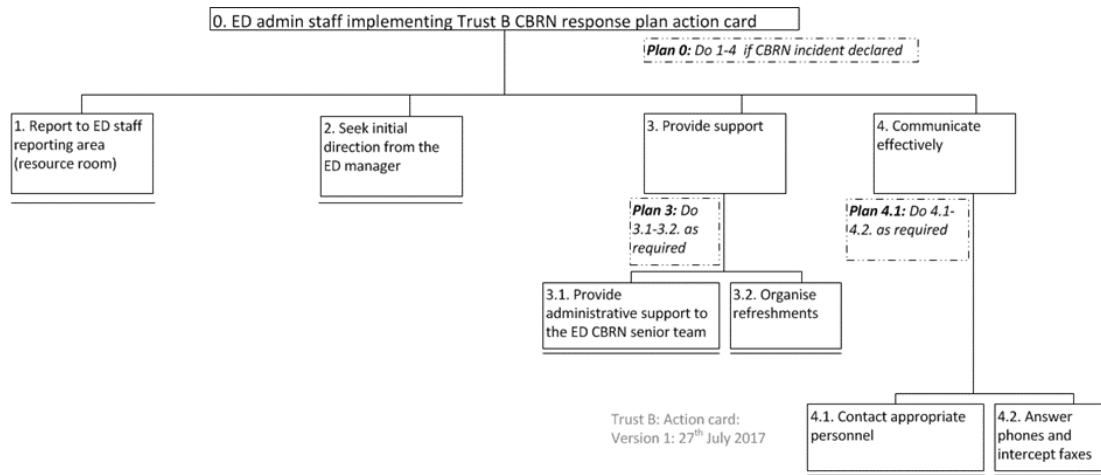 0. ED admin staff implementing Trust B CBRN response plan action card
Plan 0: Do 1-4  if CBRN incident declared
1. Report to ED staff
reporting area
(resource room)
2. Seek initial
direction from the
ED manager
3. Provide support
4. Communicate
effectively
Plan 3: Do
3.1-3.2. as
required
Plan 4.1: Do 4.1-
4.2. as required
3.1. Provide
administrative support to
the ED CBRN senior team
3.2. Organise
refreshments
4.1. Contact appropriate
personnel
4.2. Answer
phones and
intercept faxes
Trust B: Action card:
Version 1: 27th July 2017